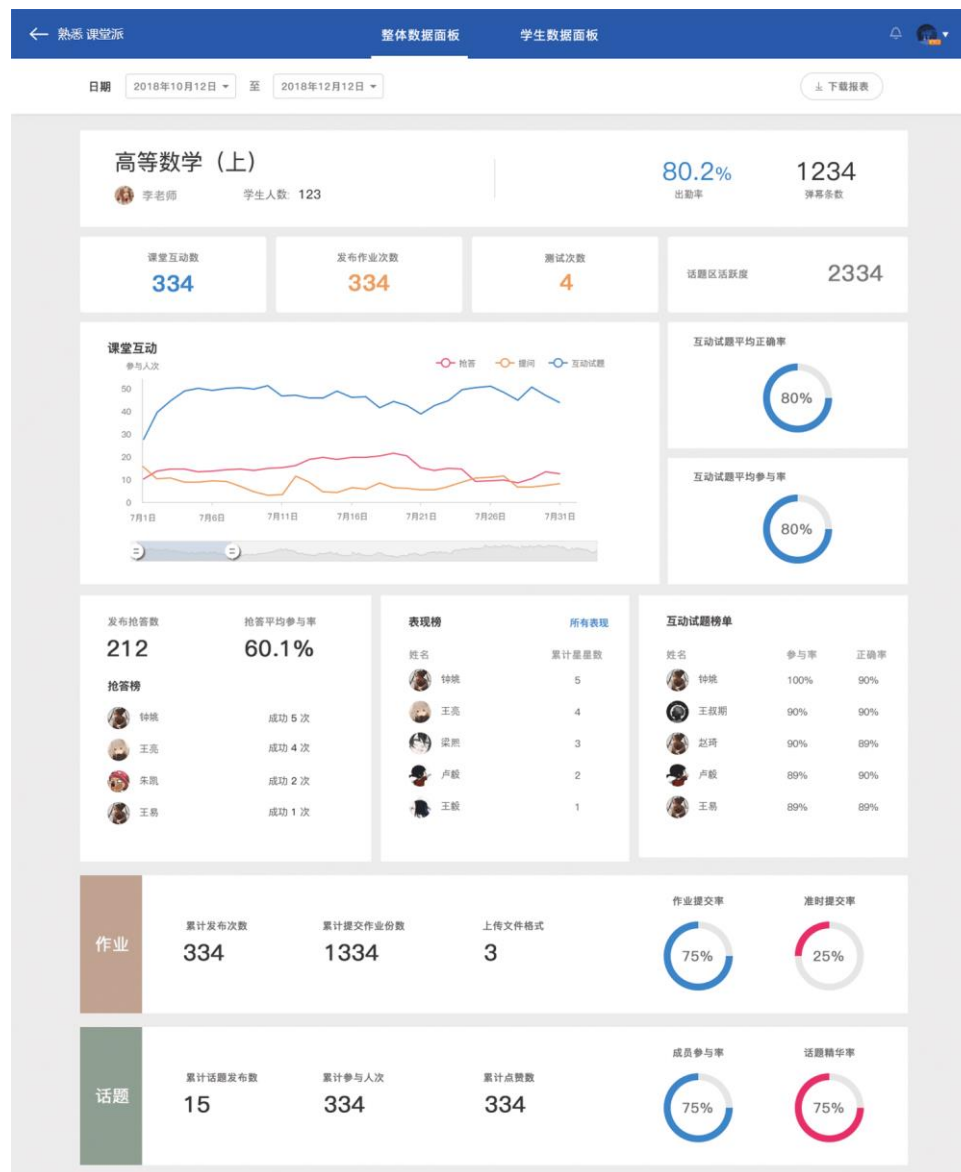 熟悉 课堂派
整体数据面板
学生数据面板
日期 2018年10月12日 至 2018年12月12日
下载报表
高等数学（上）
李老师 学生人数: 123
80.2%
出勤率
1234
弹幕条数
课堂互动数
334
发布作业次数
334
测试次数
4
话题区活跃度 2334
课堂互动
参与人次
抢答 提问 互动试题
50
40
30
20
10
0
7月1日 7月6日 7月11日 7月16日 7月21日 7月26日 7月31日
互动试题平均正确率
80%
互动试题平均参与率
80%
发布抢答数
212
抢答平均参与率
60.1%
抢答榜
钟姚 成功 5 次
王亮 成功 4 次
朱凯 成功 2 次
王易 成功 1 次
表现榜 所有表现
姓名 累计星星数
钟姚 5
王亮 4
梁熙 3
卢毅 2
王毅 1
互动试题榜单
姓名 参与率 正确率
钟姚 100% 90%
王叔期 90% 90%
赵琦 90% 89%
卢毅 89% 90%
王易 89% 89%
作业
累计发布次数
334
累计提交作业份数
1334
上传文件格式
3
作业提交率
75%
准时提交率
25%
话题
累计话题发布数
15
累计参与人次
334
累计点赞数
334
成员参与率
75%
话题精华率
75%